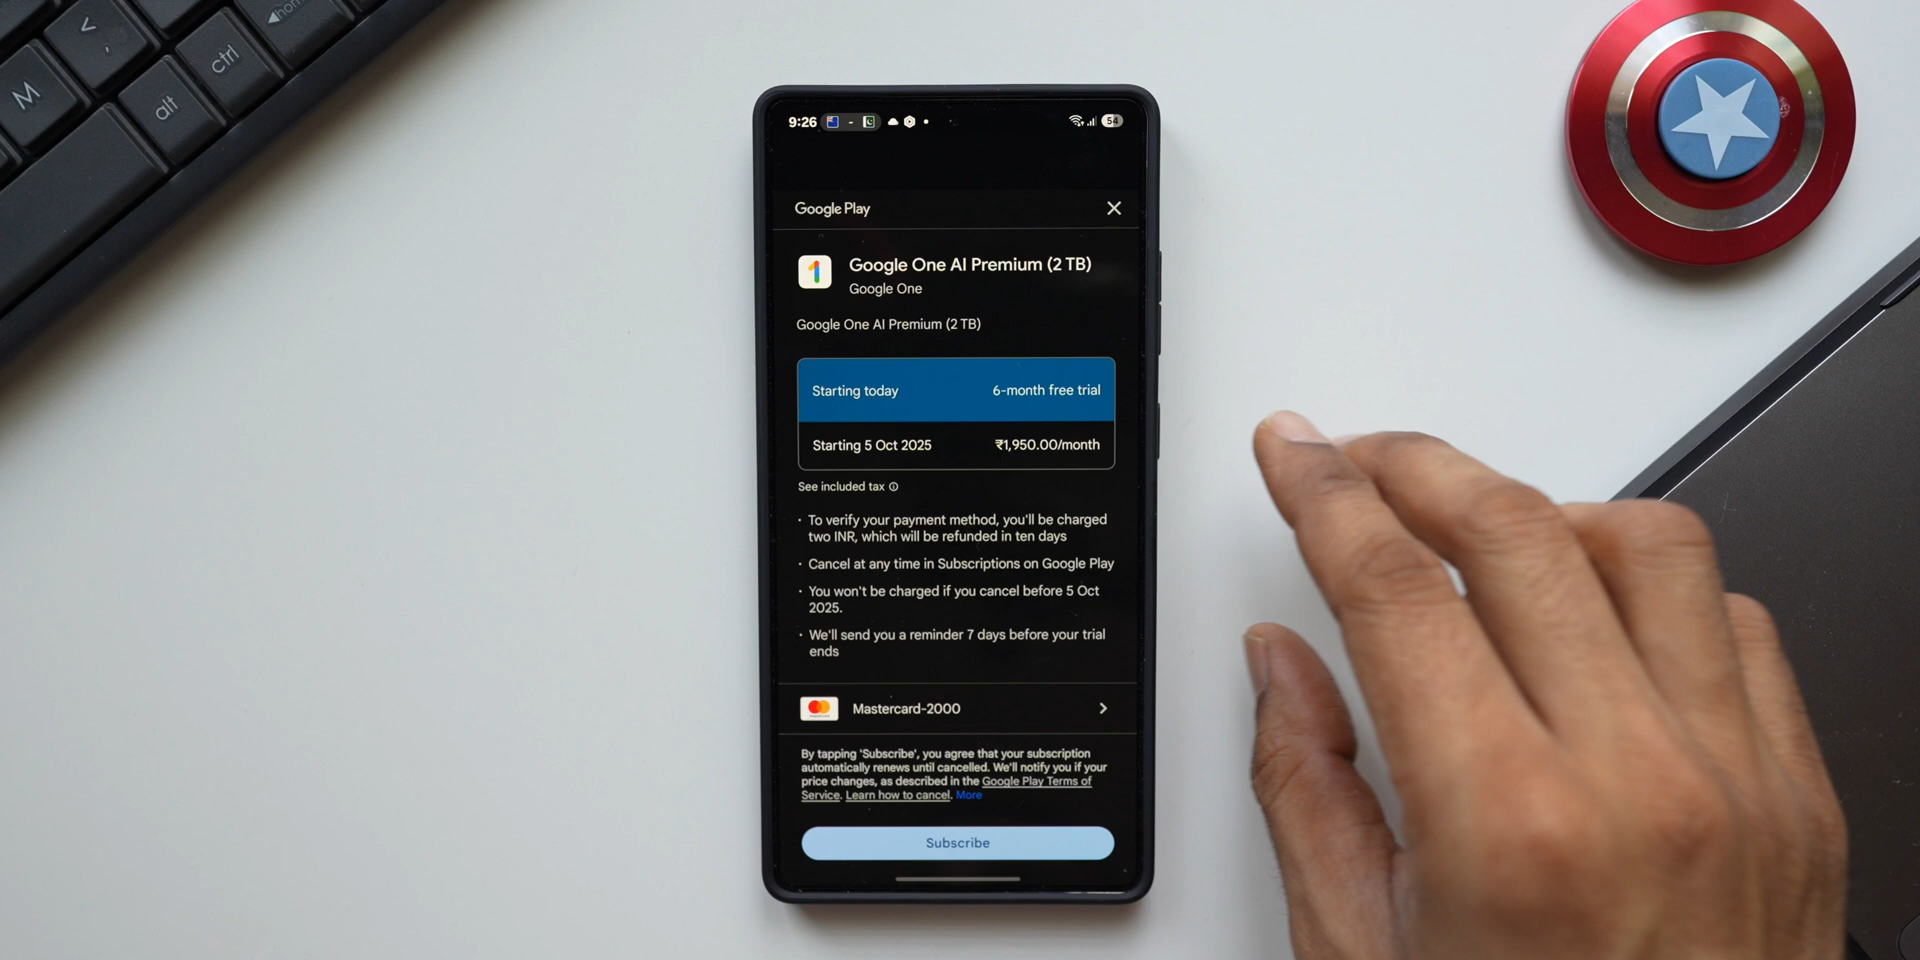 <
,
M
alt
ctrl
◀home
9:26
54
Google Play
Google One AI Premium (2 TB)
Google One
Google One AI Premium (2 TB)
Starting today 6-month free trial
Starting 5 Oct 2025 ₹1,950.00/month
See included tax
· To verify your payment method, you'll be charged
two INR, which will be refunded in ten days
· Cancel at any time in Subscriptions on Google Play
· You won't be charged if you cancel before 5 Oct
2025.
· We'll send you a reminder 7 days before your trial
ends
Mastercard-2000
By tapping 'Subscribe', you agree that your subscription
automatically renews until cancelled. We'll notify you if your
price changes, as described in the Google Play Terms of
Service. Learn how to cancel. More
Subscribe